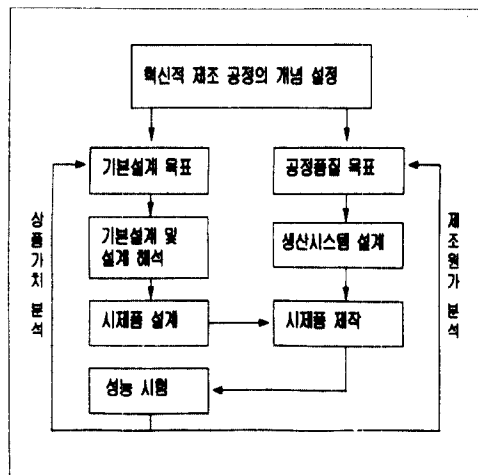 혁신적 제조 공정의 개념 설정
기본설계 목표
공정품질 목표
기본설계 및
설계 해석
생산시스템 설계
시제품 설계
시제품 제작
성능 시험
상품가치 분석
제조원가 분석